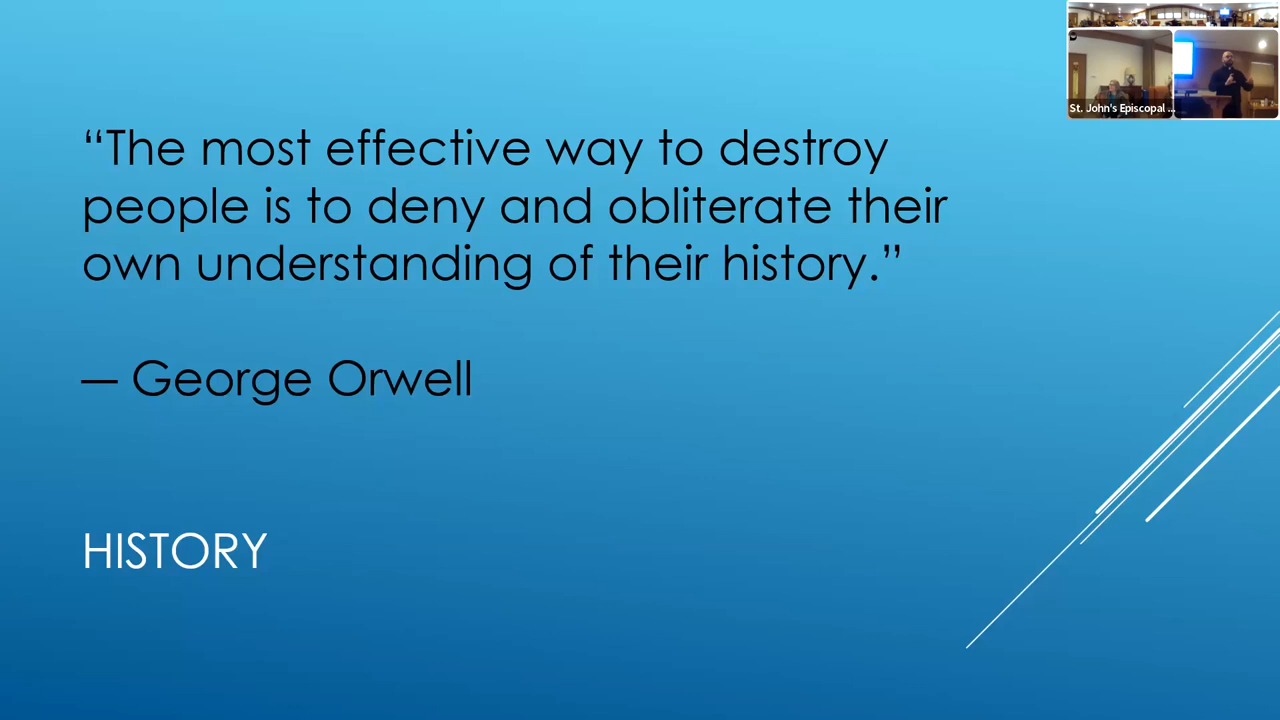 “The most effective way to destroy
people is to deny and obliterate their
own understanding of their history.”
— George Orwell
HISTORY
St. John's Episcopal ...